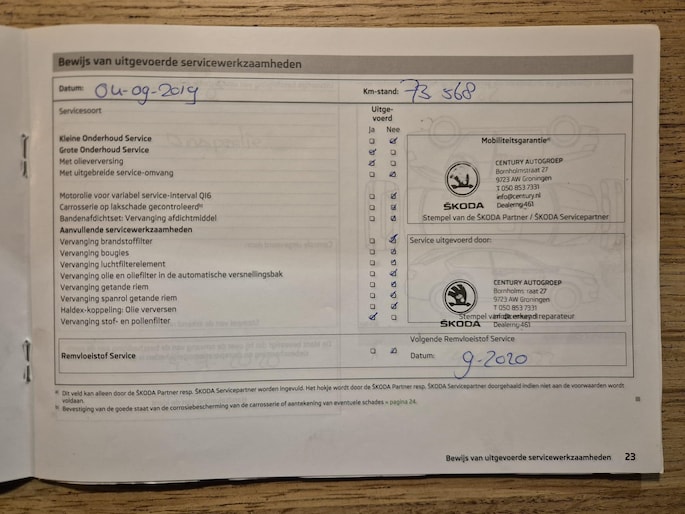 Bewijs van uitgevoerde servicewerkzaamheden
Datum: 04-09-2019
Km-stand: 73 568
Servicesoort
Uitge-
voerd
Ja Nee
Kleine Onderhoud Service
Grote Onderhoud Service
Met olieverversing
Met uitgebreide service-omvang
Motorolie voor variabel service-interval QI6
Carrosserie op lakschade gecontroleerd b)
Bandenafdichtset: Vervanging afdichtmiddel
Aanvullende servicewerkzaamheden
Vervanging brandstoffilter
Vervanging bougies
Vervanging luchtfilterelement
Vervanging olie en oliefilter in de automatische versnellingsbak
Vervanging getande riem
Vervanging spanrol getande riem
Haldex-koppeling: Olie verversen
Vervanging stof- en pollenfilter
Mobiliteitsgarantie a)
CENTURY AUTOGROEP
Bornholmstraat 27
9723 AW Groningen
T 050 853 7331
info@century.nl
Dealernr. 461
ŠKODA
Stempel van de ŠKODA Partner / ŠKODA Servicepartner
Service uitgevoerd door:
CENTURY AUTOGROEP
Bornholmstraat 27
9723 AW Groningen
T 050 853 7331
Stempel van
reparateur
ŠKODA
Dealernr. 461
Remvloeistof Service
Volgende Remvloeistof Service
Datum: 9-2020
a) Dit veld kan alleen door de ŠKODA Partner resp. ŠKODA Servicepartner worden ingevuld. Het hokje wordt door de ŠKODA Partner resp. ŠKODA Servicepartner doorgehaald indien niet aan de voorwaarden wordt
voldaan.
b) Bevestiging van de goede staat van de corrosiebescherming van de carrosserie of aantekening van eventuele schades » pagina 24.
Bewijs van uitgevoerde servicewerkzaamheden 23